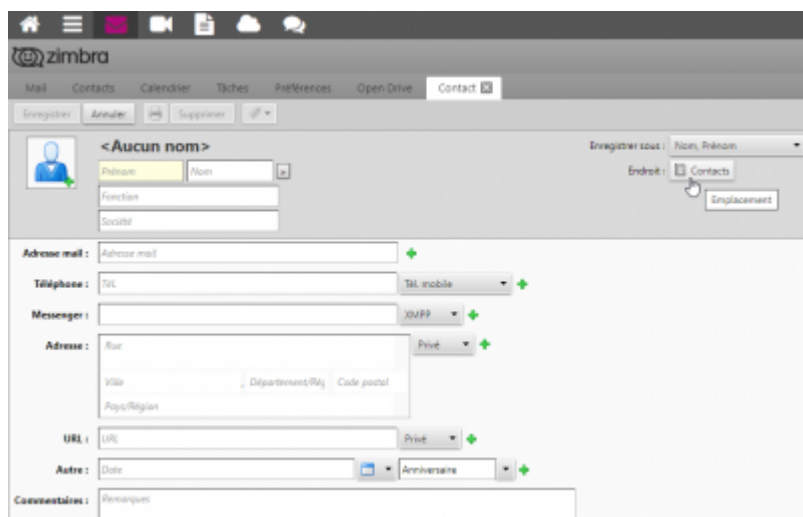 zimbra
Mail Contacts Calendrier Tâches Préférences Open Drive Contact
Enregistrer Annuler Supprimer
<Aucun nom>
Enregistrer sous : Nom, Prénom
Prénom Nom
Endroit : Contacts
Fonction
Emplacement
Société
Adresse mail : Adresse mail
Téléphone : Tél. Tél. mobile
Messenger : XMPP
Adresse : Rue Privé
Ville , Département/Rég Code postal
Pays/Région
URL : URL Privé
Autre : Date Anniversaire
Commentaires : Remarques